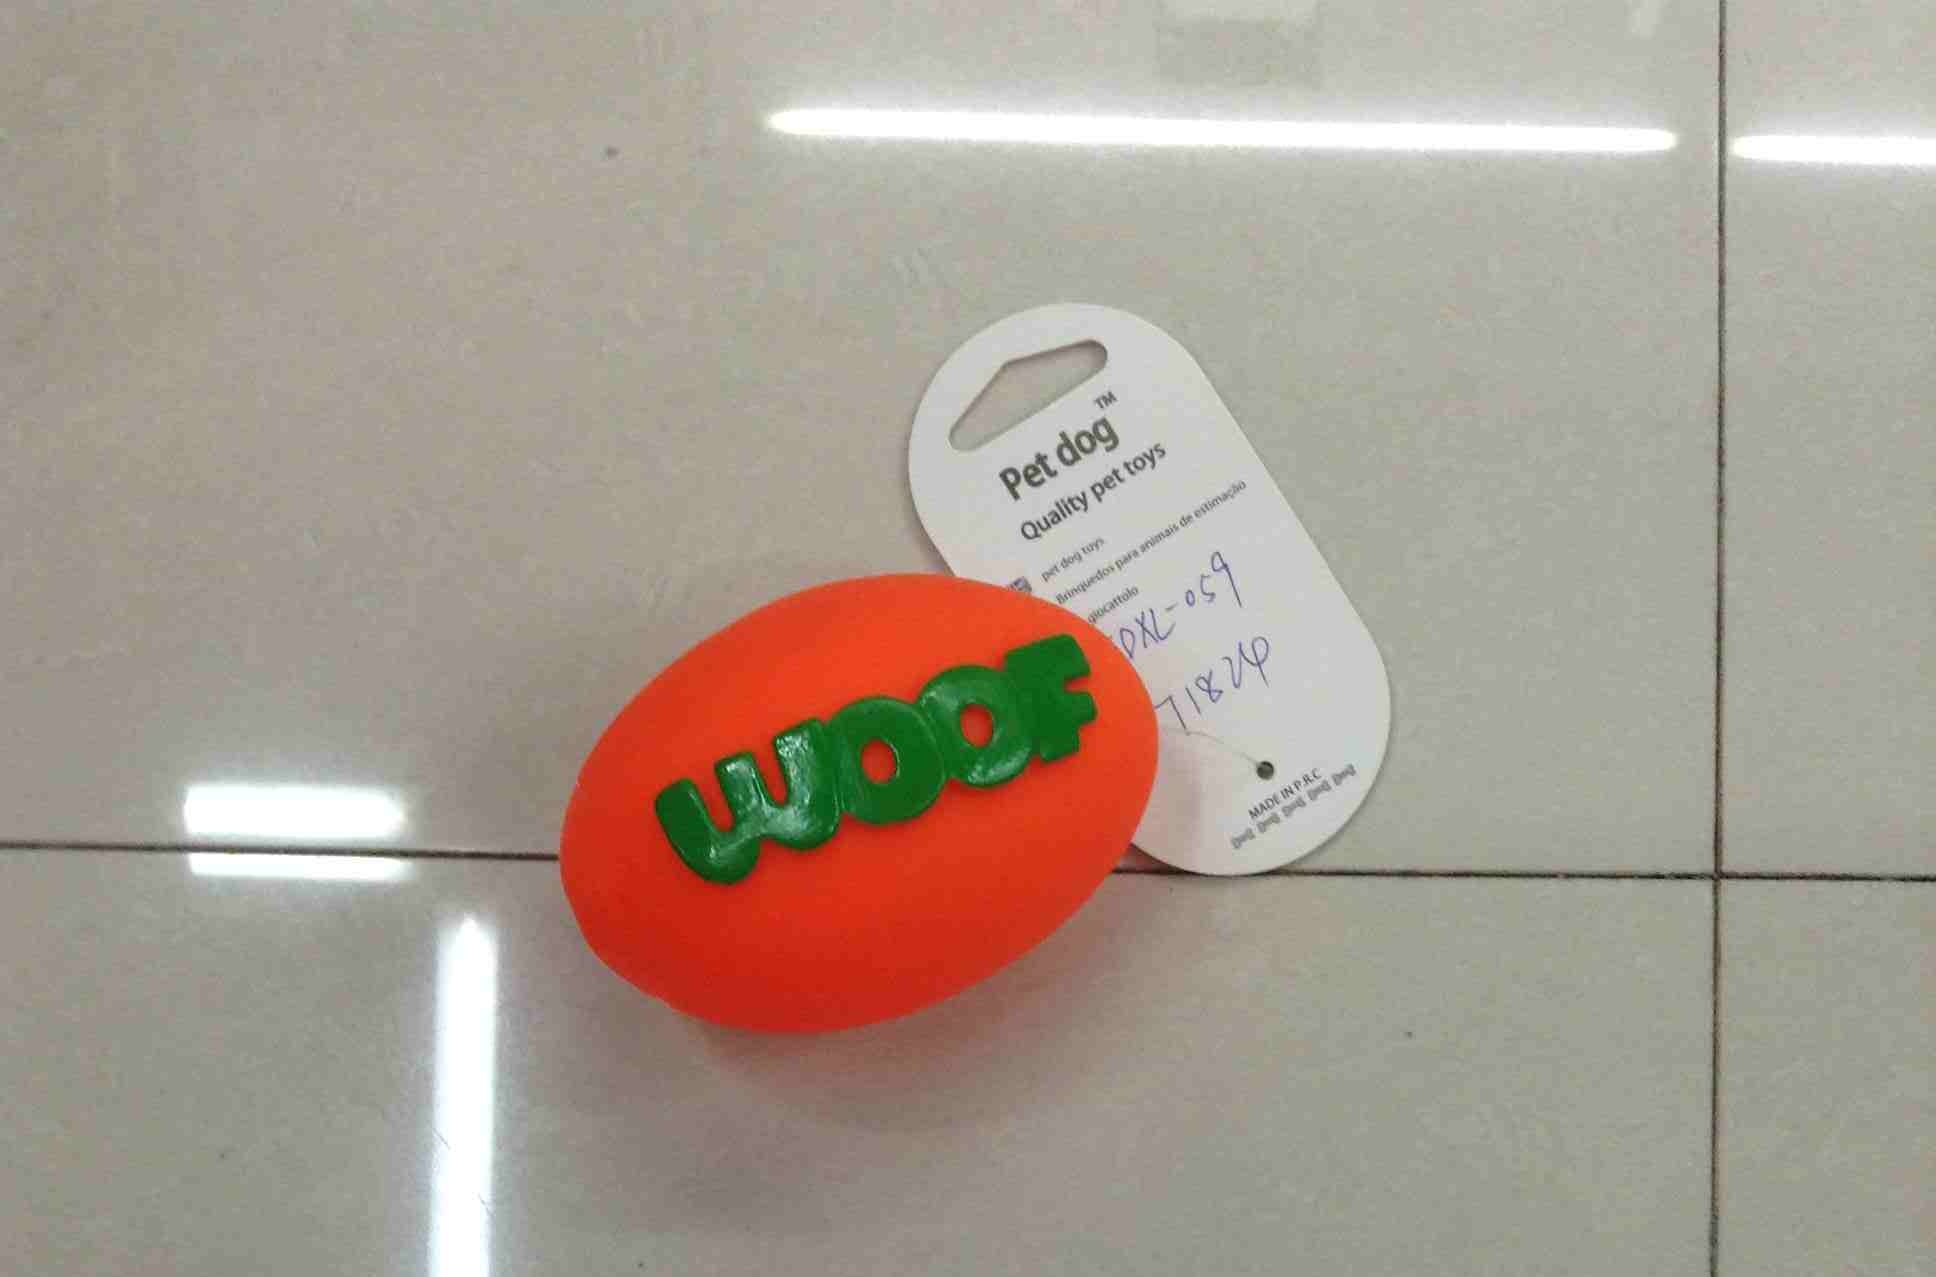 Pet dog™
Quality pet toys
pet dog toys
Brinquedos para animais de estimação
giocattolo
DXL-059
71824
MADE IN P.R.C
WOOF